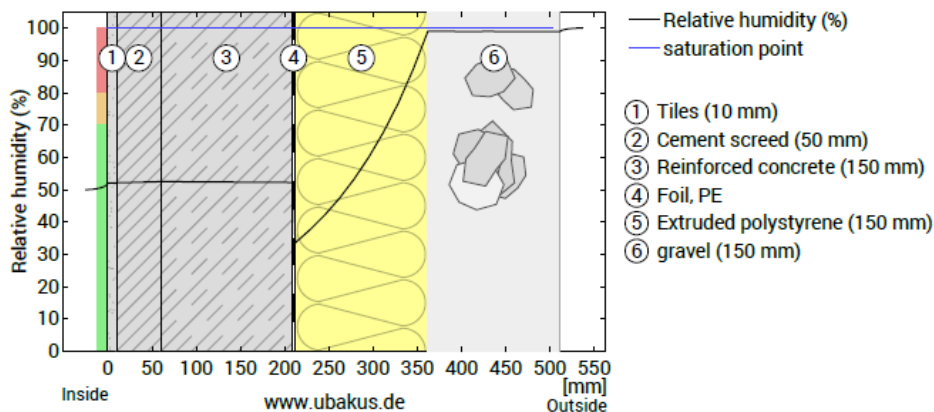 Relative humidity (%)
100
90
80
70
60
50
40
30
20
10
0
1
2
3
4
5
6
0 50 100 150 200 250 300 350 400 450 500 550
[mm]
Inside
www.ubakus.de
Outside
Relative humidity (%)
saturation point
1 Tiles (10 mm)
2 Cement screed (50 mm)
3 Reinforced concrete (150 mm)
4 Foil, PE
5 Extruded polystyrene (150 mm)
6 gravel (150 mm)